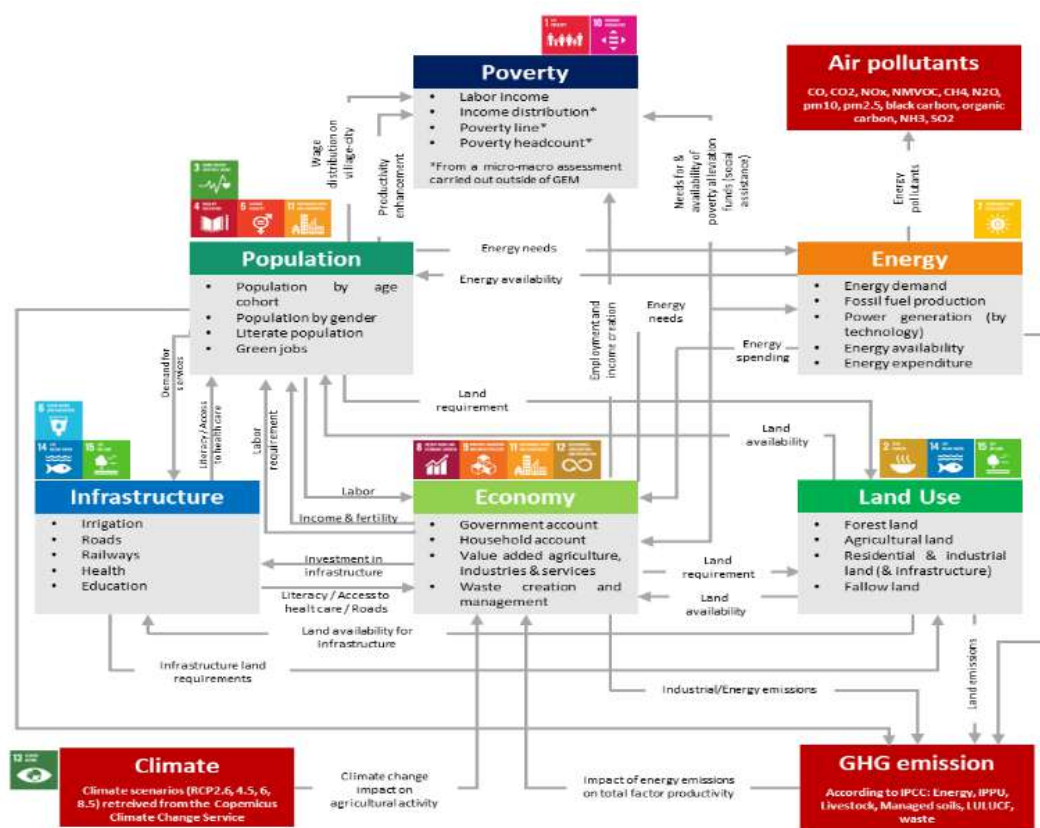 Poverty
• Labor Income
• Income distribution*
• Poverty line*
• Poverty headcount*
*From a micro-macro assessment
carried out outside of GEM
Air pollutants
CO, CO2, NOx, NMVOC, CH4, N2O,
pm10, pm2.5, black carbon, organic
carbon, NH3, SO2
Wage
distribution on
village-city
Productivity
enhancement
Needs for &
availability of
poverty alleviation
funds (social
assistance)
Energy
pollutants
Population
• Population by age
cohort
• Population by gender
• Literate population
• Green jobs
Energy needs
Energy availability
Energy
• Energy demand
• Fossil fuel production
• Power generation (by
technology)
• Energy availability
• Energy expenditure
Employment and
income creation
Energy
needs
Energy
spending
Demand for
services
Literacy/Access
to health care
Labor
requirement
Land
requirement
Land
availability
Infrastructure
• Irrigation
• Roads
• Railways
• Health
• Education
Labor
Income & fertility
Investment in
infrastructure
Literacy / Access to
healt care / Roads
Economy
• Government account
• Household account
• Value added agriculture,
industries & services
• Waste creation and
management
Land
requirement
Land
availability
Land Use
• Forest land
• Agricultural land
• Residential & industrial
land (& infrastructure)
• Fallow land
Land availability for
infrastructure
Infrastructure land
requirements
Industrial/Energy emissions
Land emissions
13
Climate
Climate scenarios (RCP2.6, 4.5, 6,
8.5) retreived from the Copernicus
Climate Change Service
Climate change
impact on
agricultural activity
Impact of energy emissions
on total factor productivity
GHG emission
According to IPCC: Energy, IPPU,
Livestock, Managed soils, LULUCF,
waste